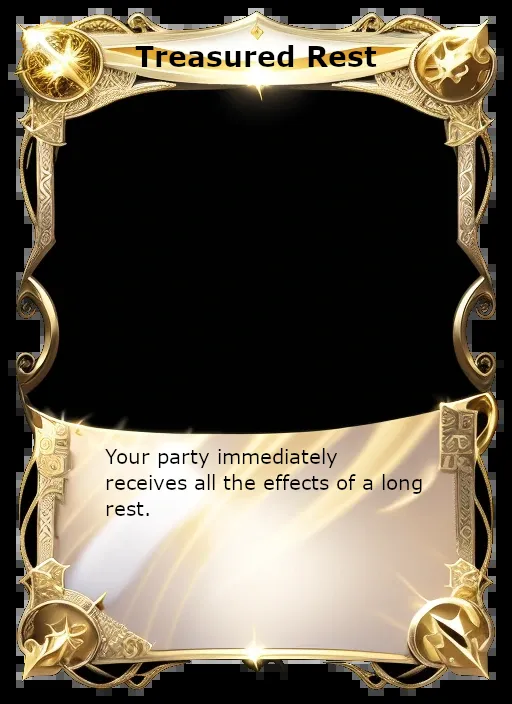 Treasured Rest
Your party immediately
receives all the effects of a long
rest.